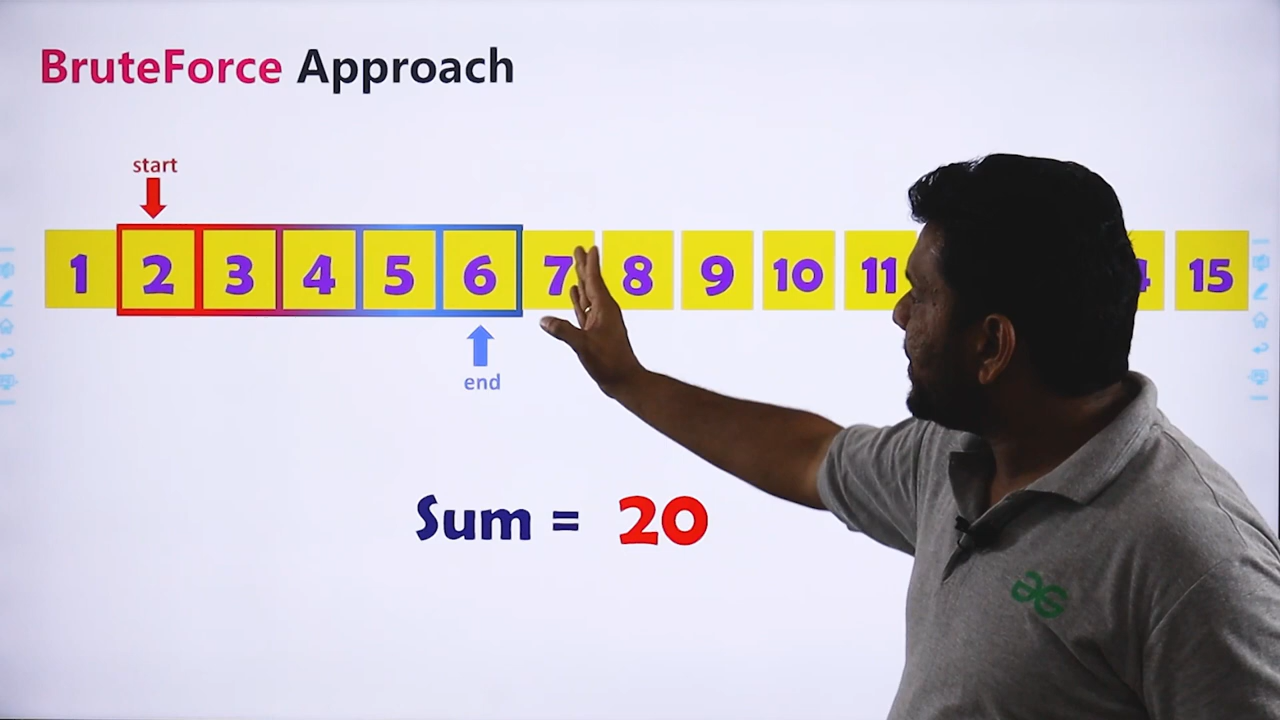 BruteForce Approach
start
1 2 3 4 5 6 7 8 9 10 11 15
end
Sum = 20